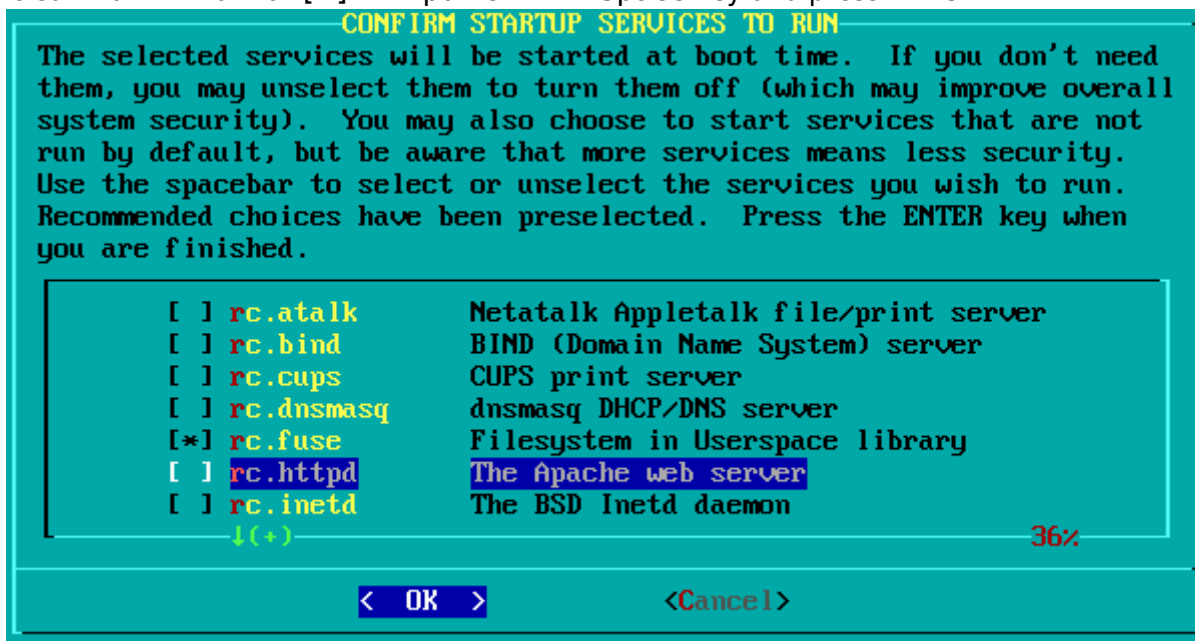 CONFIRM STARTUP SERVICES TO RUN
The selected services will be started at boot time.  If you don't need
them, you may unselect them to turn them off (which may improve overall
system security).  You may also choose to start services that are not
run by default, but be aware that more services means less security.
Use the spacebar to select or unselect the services you wish to run.
Recommended choices have been preselected.  Press the ENTER key when
you are finished.
[ ] rc.atalk Netatalk Appletalk file/print server
[ ] rc.bind BIND (Domain Name System) server
[ ] rc.cups CUPS print server
[ ] rc.dnsmasq dnsmasq DHCP/DNS server
[*] rc.fuse Filesystem in Userspace library
[ ] rc.httpd The Apache web server
[ ] rc.inetd The BSD Inetd daemon
↓(+) 36%
< OK > <Cancel>